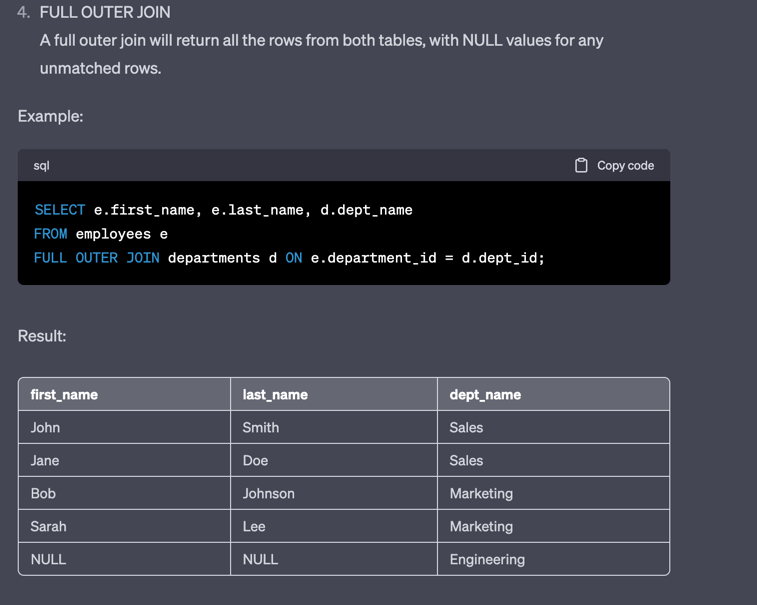 4. FULL OUTER JOIN
A full outer join will return all the rows from both tables, with NULL values for any
unmatched rows.
Example:
sql Copy code
SELECT e.first_name, e.last_name, d.dept_name
FROM employees e
FULL OUTER JOIN departments d ON e.department_id = d.dept_id;
Result:
first_name last_name dept_name
John Smith Sales
Jane Doe Sales
Bob Johnson Marketing
Sarah Lee Marketing
NULL NULL Engineering